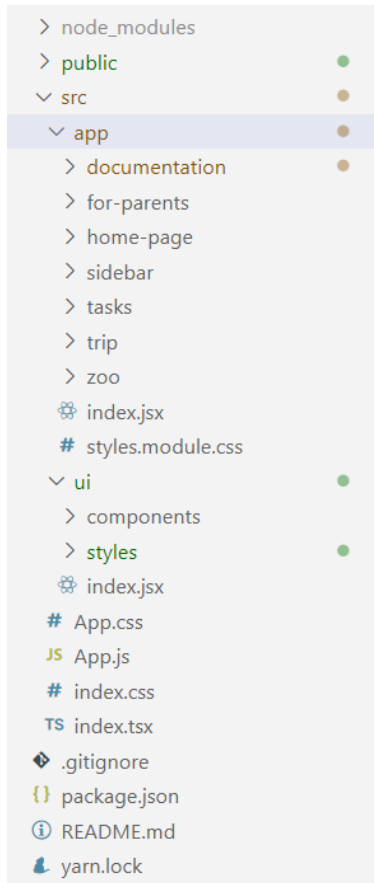 node_modules
public
src
app
documentation
for-parents
home-page
sidebar
tasks
trip
zoo
index.jsx
# styles.module.css
ui
components
styles
index.jsx
# App.css
JS App.js
# index.css
TS index.tsx
.gitignore
{} package.json
README.md
yarn.lock